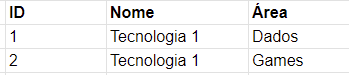 ID Nome Área
1 Tecnologia 1 Dados
2 Tecnologia 1 Games